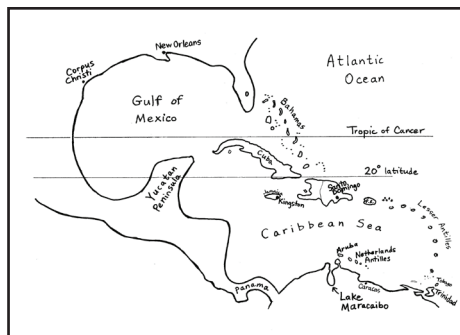 New Orleans
Atlantic
Ocean
Corpus
Christi
Gulf of
Mexico
Bahamas
Tropic of Cancer
Cuba
20° latitude
Yucatan
Peninsula
Jamaica
Kingston
Santo
Domingo
P.R.
Lesser Antilles
Caribbean Sea
Aruba
Netherlands
Antilles
Caracas
Tobago
Trinidad
Panama
Lake
Maracaibo